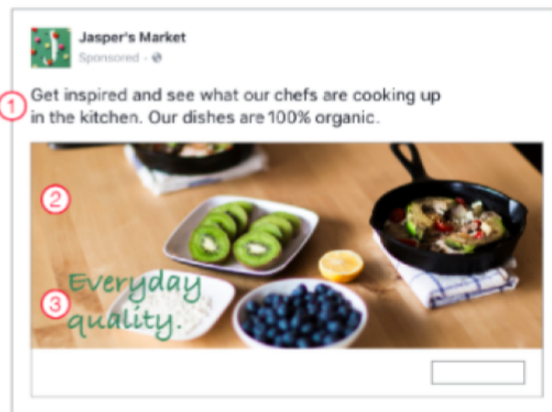 Jasper's Market
Sponsored ·
1
Get inspired and see what our chefs are cooking up
in the kitchen. Our dishes are 100% organic.
2
3
Everyday
quality.